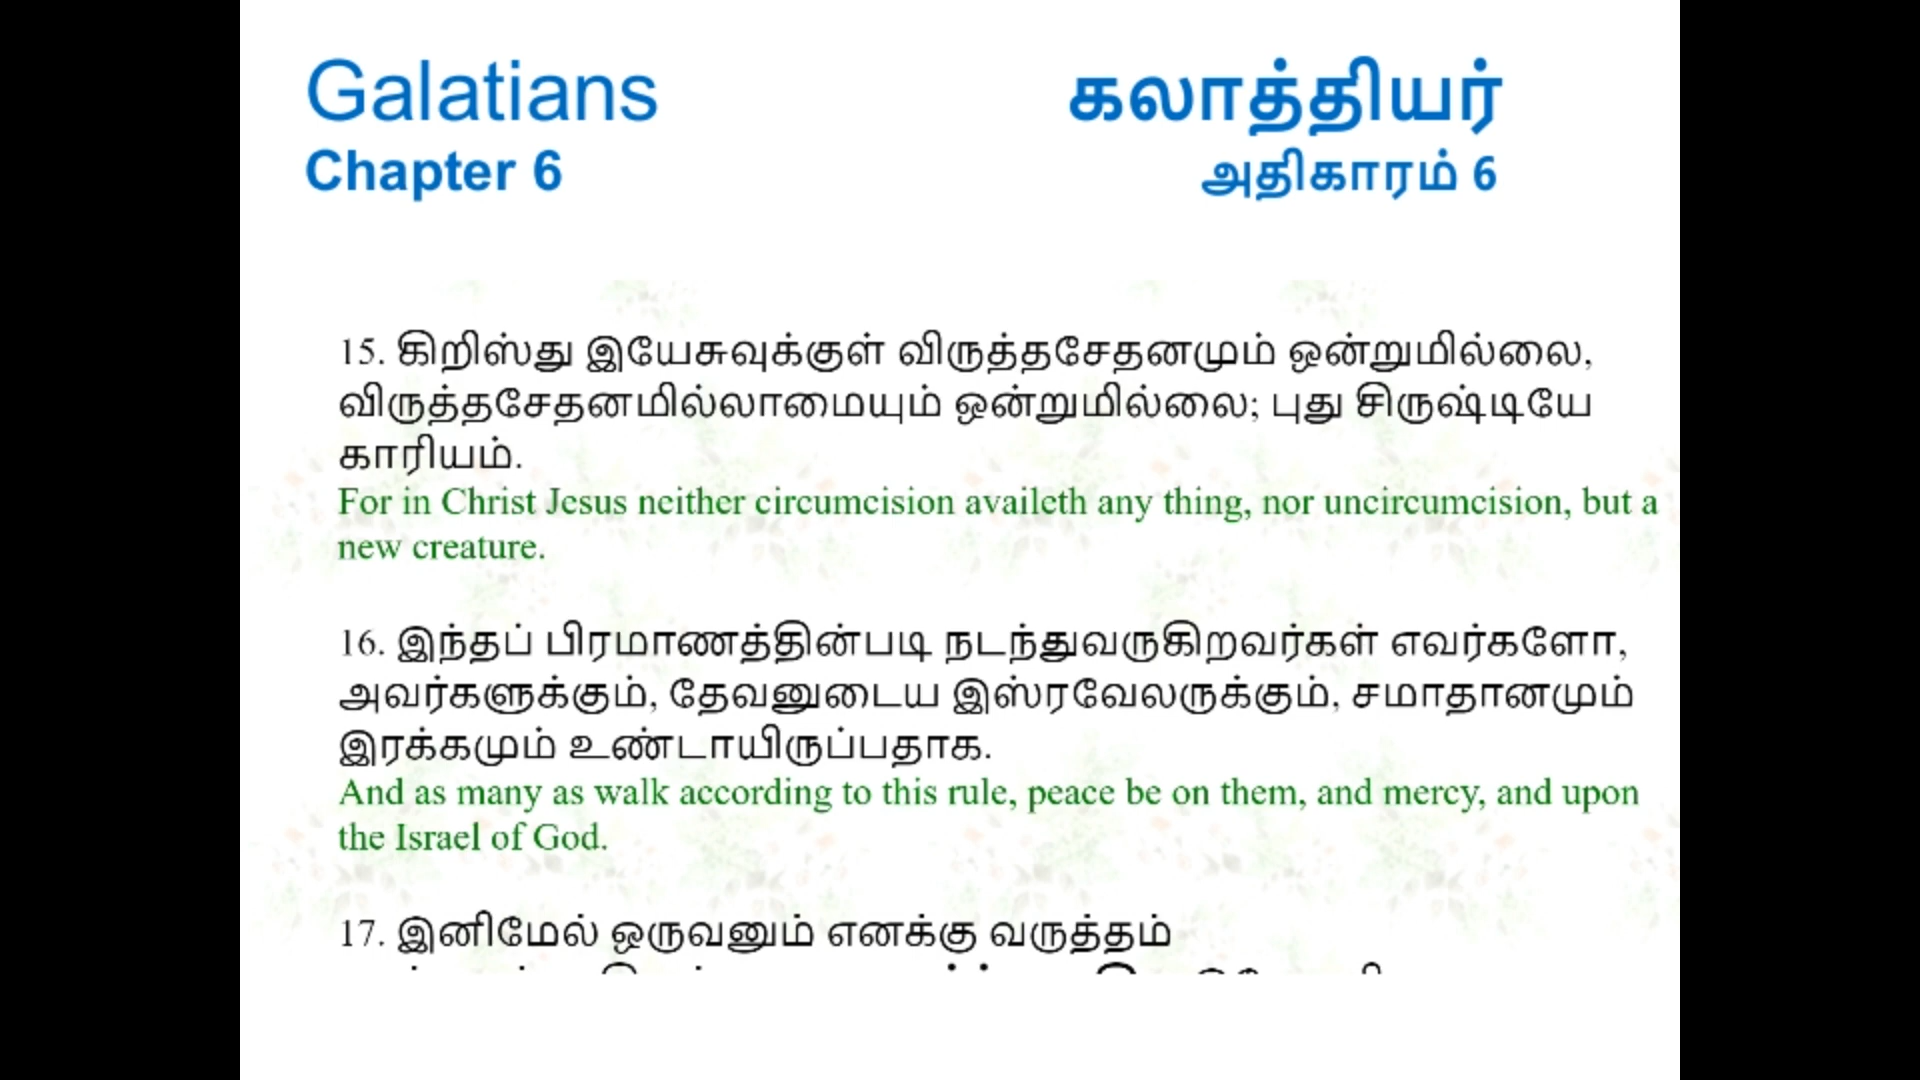 Galatians
கலாத்தியர்
Chapter 6
அதிகாரம் 6
15. கிறிஸ்து இயேசுவுக்குள் விருத்தசேதனமும் ஒன்றுமில்லை,
விருத்தசேதனமில்லாமையும் ஒன்றுமில்லை; புது சிருஷ்டியே
காரியம்.
For in Christ Jesus neither circumcision availeth any thing, nor uncircumcision, but a
new creature.
16. இந்தப் பிரமாணத்தின்படி நடந்துவருகிறவர்கள் எவர்களோ,
அவர்களுக்கும், தேவனுடைய இஸ்ரவேலருக்கும், சமாதானமும்
இரக்கமும் உண்டாயிருப்பதாக.
And as many as walk according to this rule, peace be on them, and mercy, and upon
the Israel of God.
17. இனிமேல் ஒருவனும் எனக்கு வருத்தம்